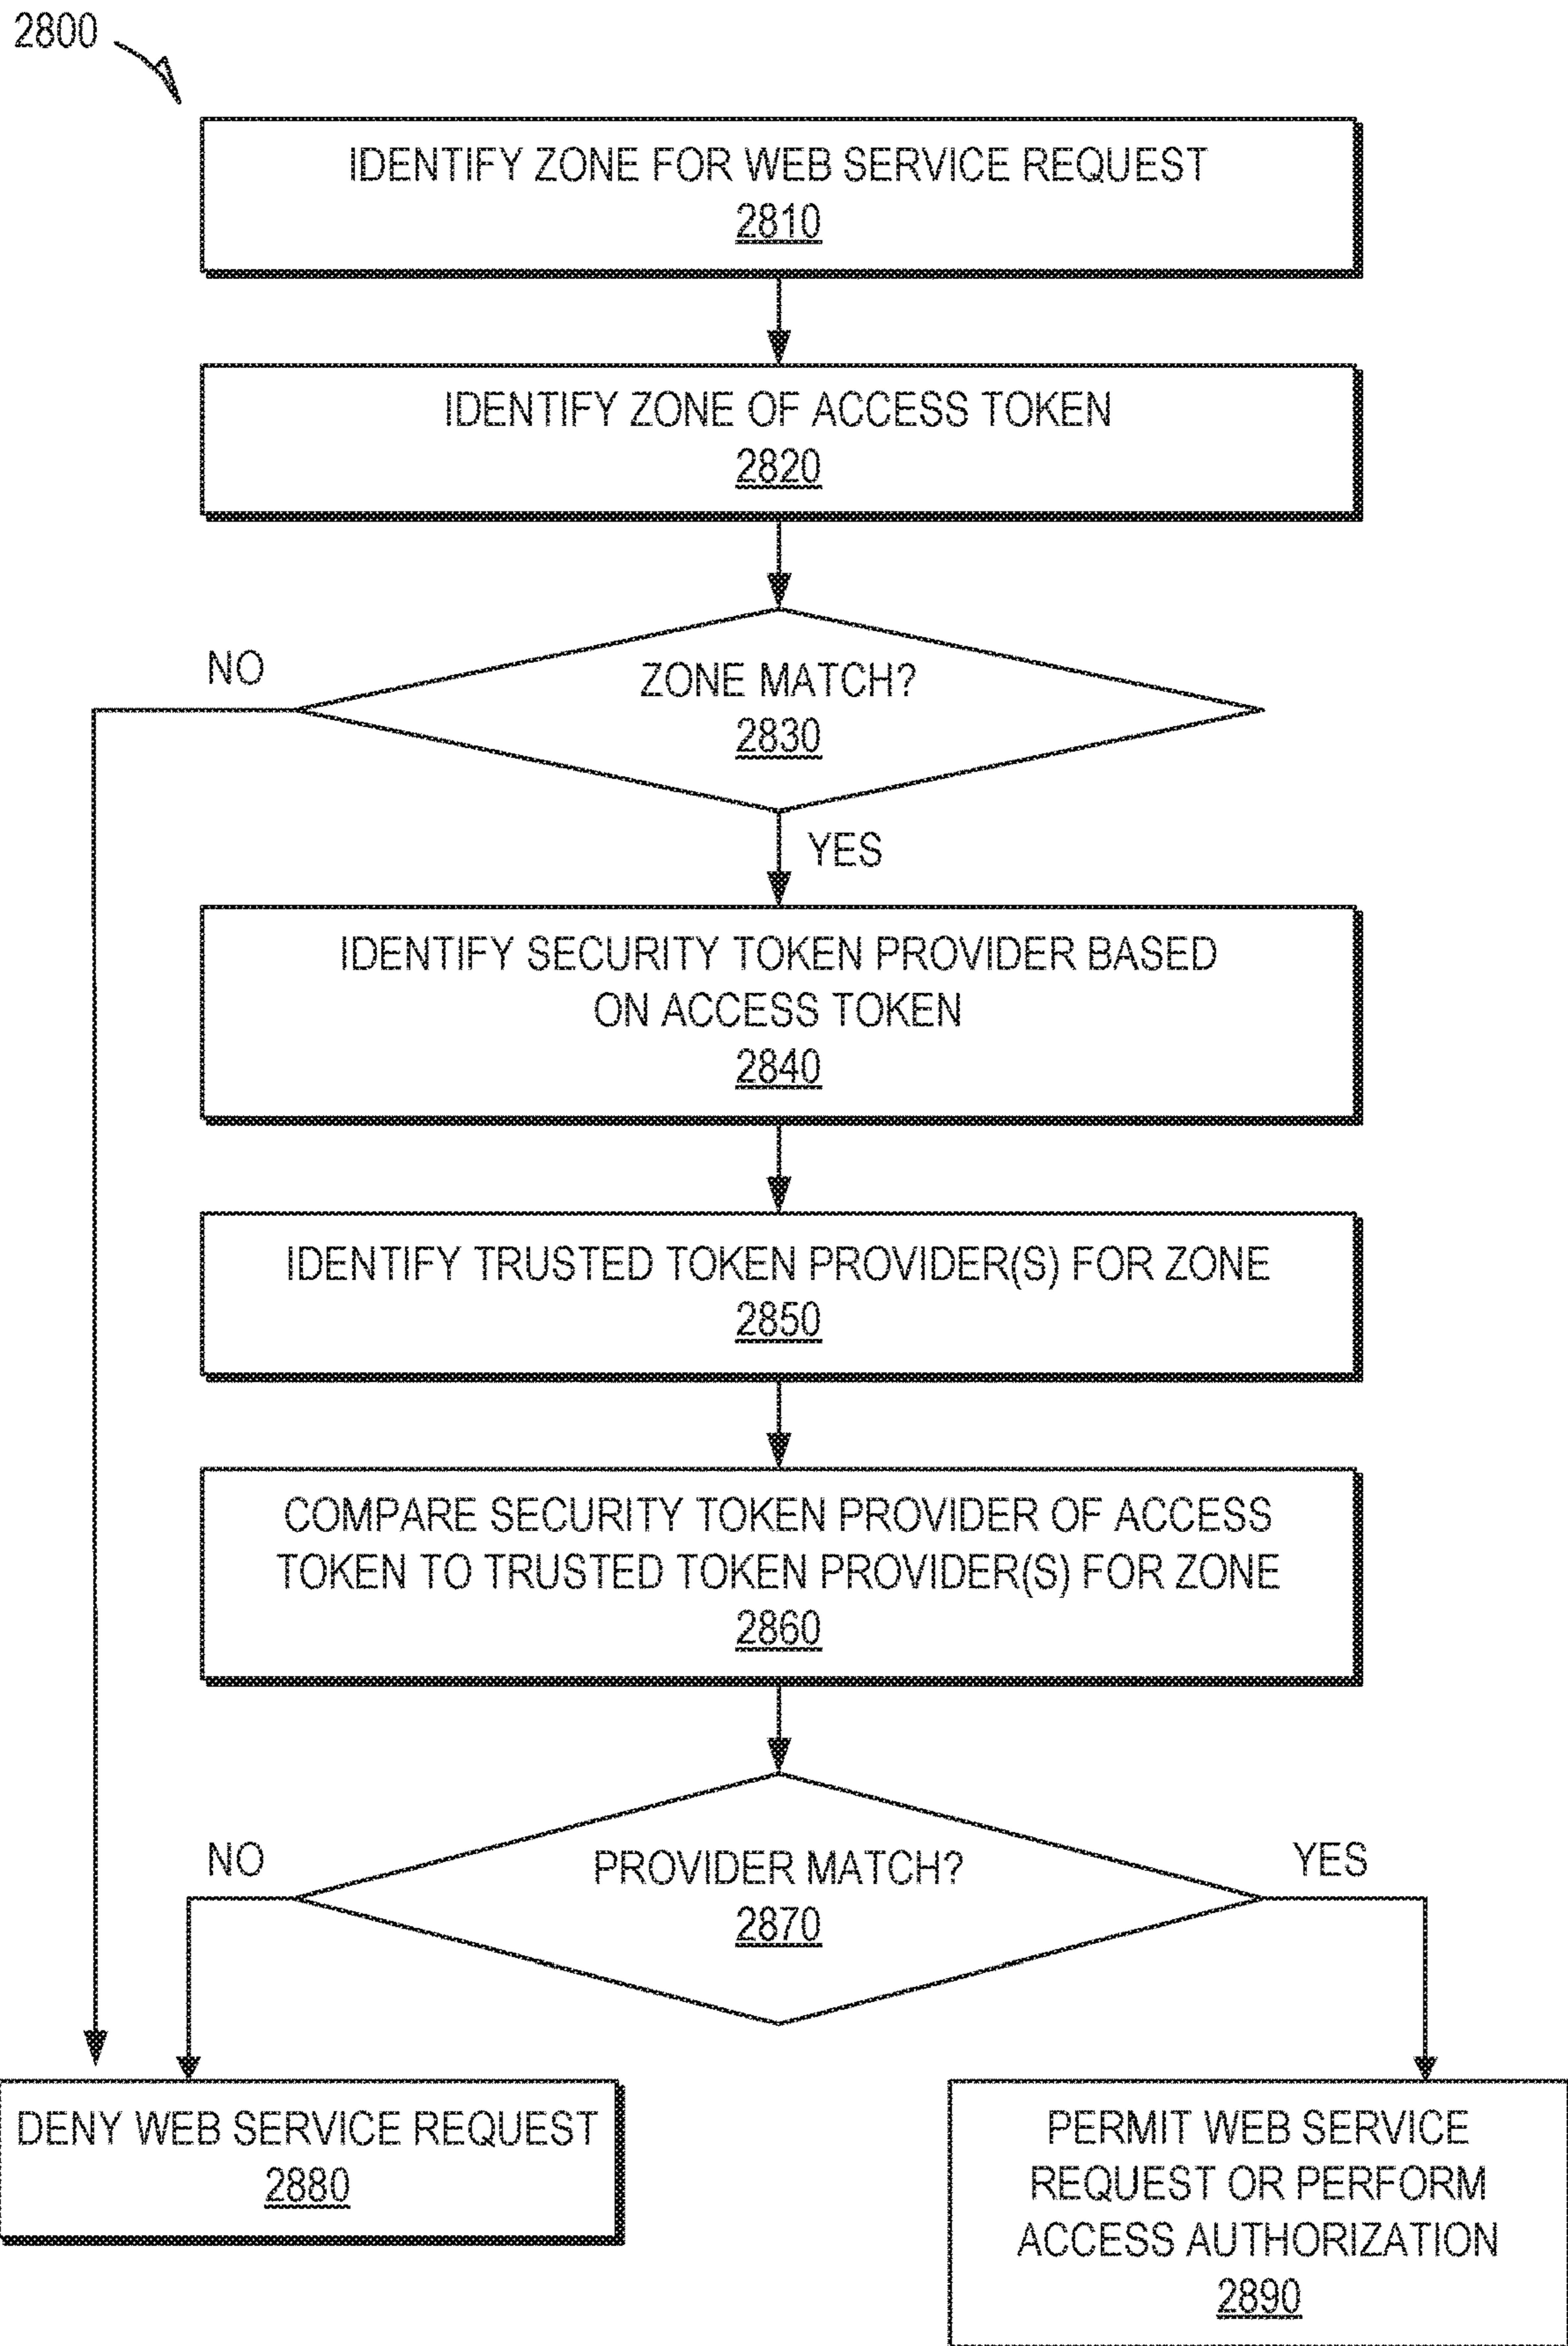 2800
IDENTIFY ZONE FOR WEB SERVICE REQUEST
2810
IDENTIFY ZONE OF ACCESS TOKEN
2820
NO
ZONE MATCH?
2830
YES
IDENTIFY SECURITY TOKEN PROVIDER BASED
ON ACCESS TOKEN
2840
IDENTIFY TRUSTED TOKEN PROVIDER(S) FOR ZONE
2850
COMPARE SECURITY TOKEN PROVIDER OF ACCESS
TOKEN TO TRUSTED TOKEN PROVIDER(S) FOR ZONE
2860
NO
PROVIDER MATCH?
2870
YES
DENY WEB SERVICE REQUEST
2880
PERMIT WEB SERVICE
REQUEST OR PERFORM
ACCESS AUTHORIZATION
2890